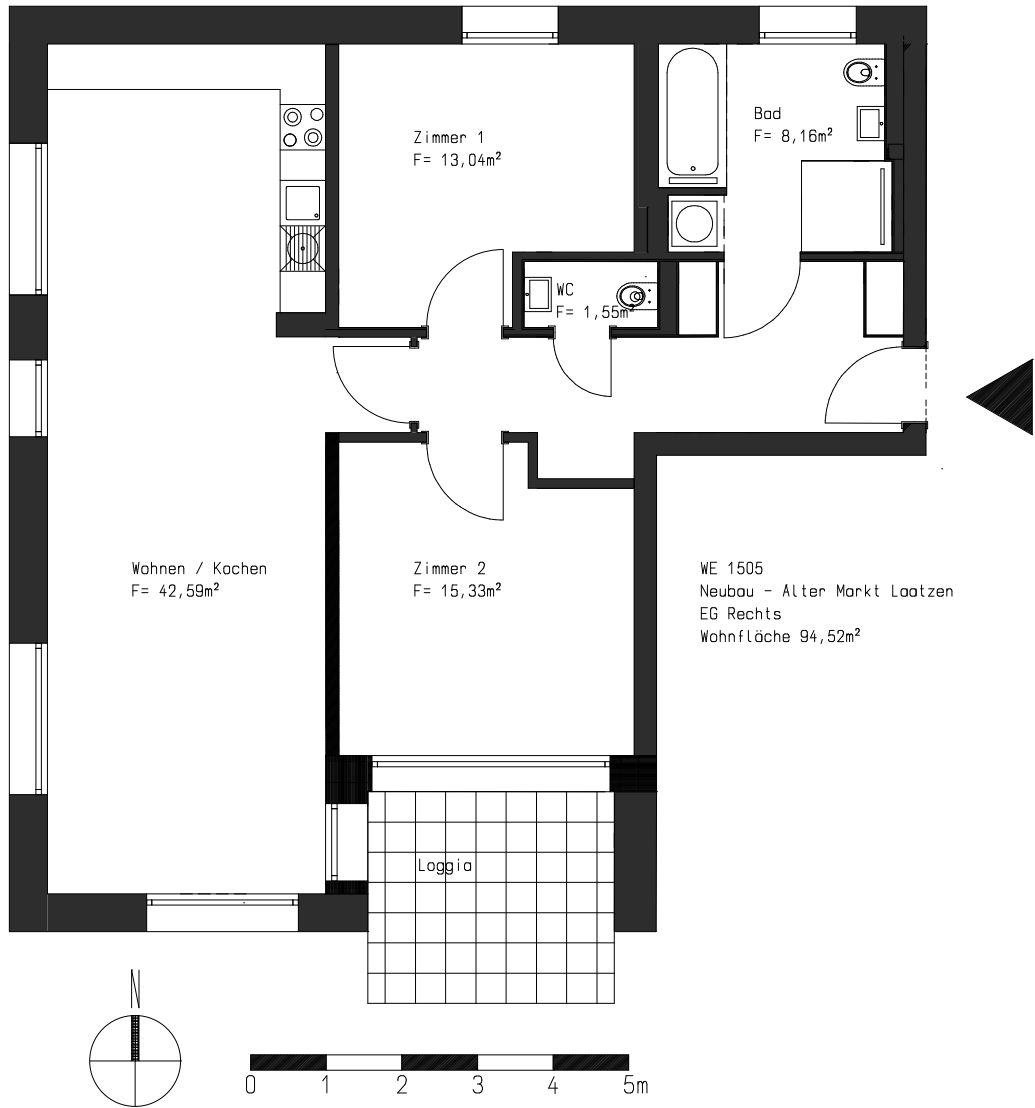 Bad
F= 8,16m²
Zimmer 1
F= 13,04m²
WC
F= 1,55m²
Wohnen / Kochen
F= 42,59m²
Zimmer 2
F= 15,33m²
WE 1505
Neubau - Alter Markt Laatzen
EG Rechts
Wohnfläche 94,52m²
Loggia
N
0 1 2 3 4 5m